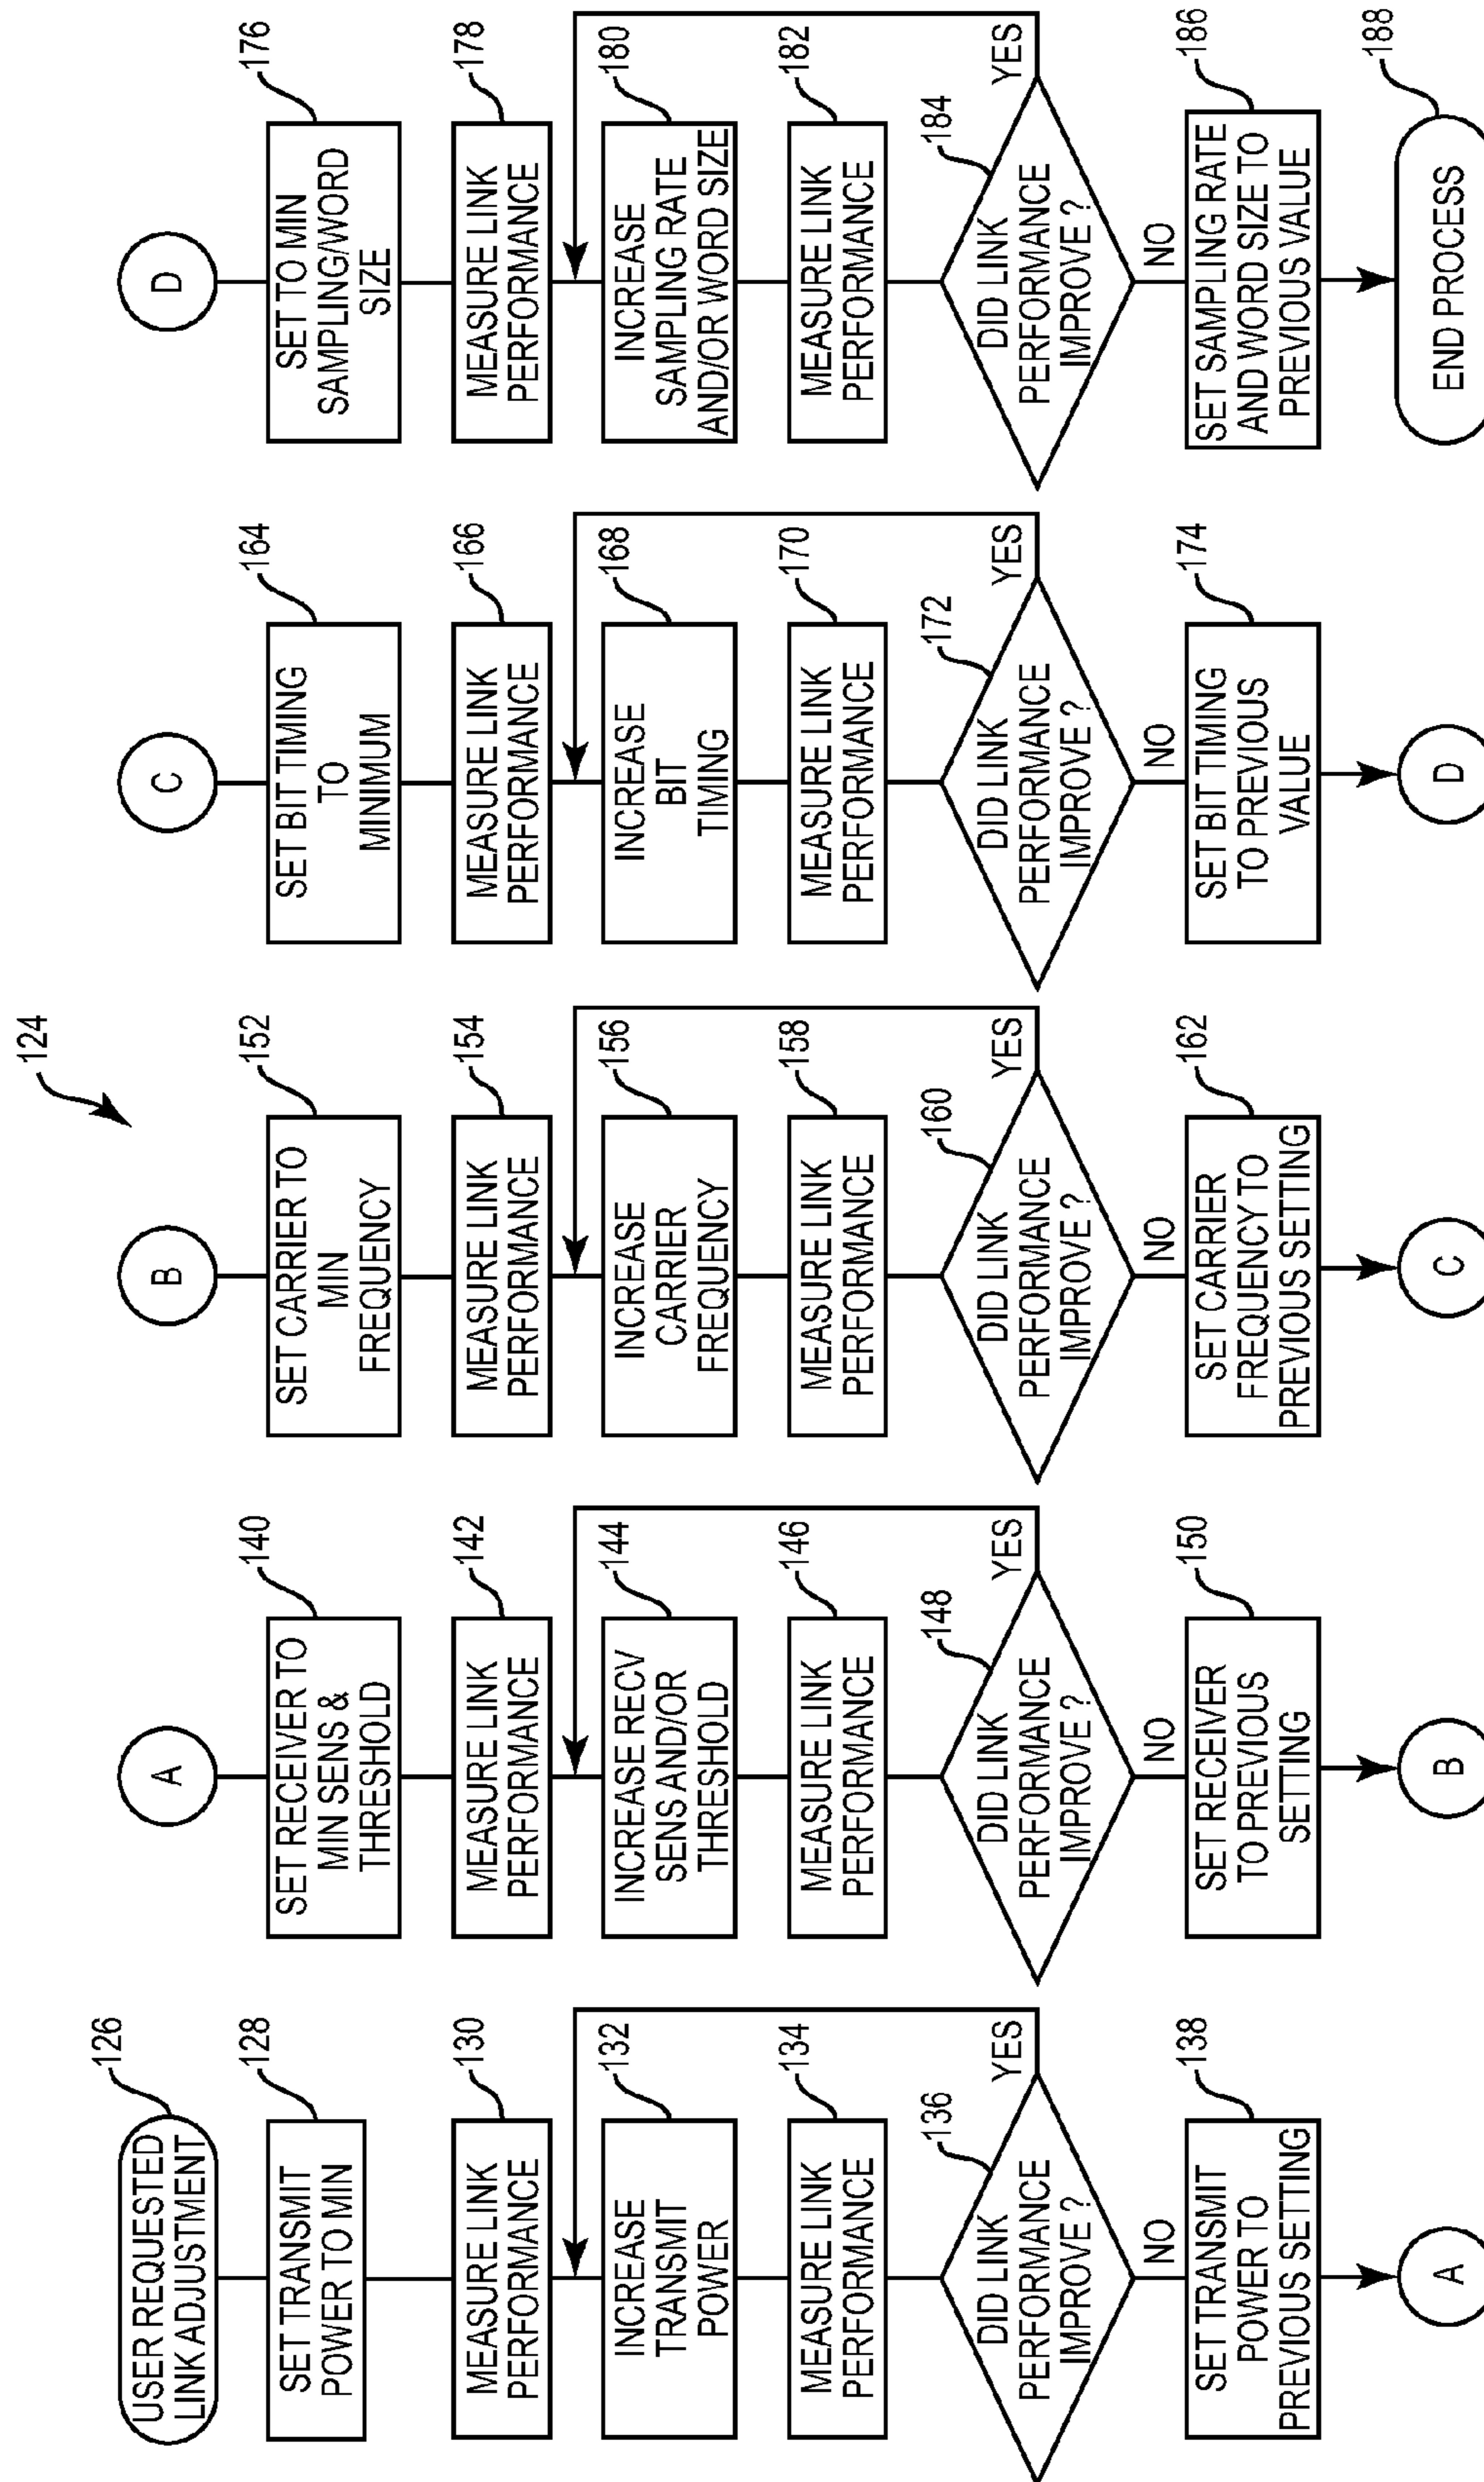 124
126
USER REQUESTED
LINK ADJUSTMENT
128
SET TRANSMIT
POWER TO MIN
130
MEASURE LINK
PERFORMANCE
132
INCREASE
TRANSMIT
POWER
134
MEASURE LINK
PERFORMANCE
136
DID LINK
PERFORMANCE
IMPROVE ?
YES
NO
138
SET TRANSMIT
POWER TO
PREVIOUS SETTING
A
A
140
SET RECEIVER TO
MIN SENS &
THRESHOLD
142
MEASURE LINK
PERFORMANCE
144
INCREASE RECV
SENS AND/OR
THRESHOLD
146
MEASURE LINK
PERFORMANCE
148
DID LINK
PERFORMANCE
IMPROVE ?
YES
NO
150
SET RECEIVER
TO PREVIOUS
SETTING
B
B
152
SET CARRIER TO
MIN
FREQUENCY
154
MEASURE LINK
PERFORMANCE
156
INCREASE
CARRIER
FREQUENCY
158
MEASURE LINK
PERFORMANCE
160
DID LINK
PERFORMANCE
IMPROVE ?
YES
NO
162
SET CARRIER
FREQUENCY TO
PREVIOUS SETTING
C
C
164
SET BIT TIMING
TO
MINIMUM
166
MEASURE LINK
PERFORMANCE
168
INCREASE
BIT
TIMING
170
MEASURE LINK
PERFORMANCE
172
DID LINK
PERFORMANCE
IMPROVE ?
YES
NO
174
SET BIT TIMING
TO PREVIOUS
VALUE
D
D
176
SET TO MIN
SAMPLING/WORD
SIZE
178
MEASURE LINK
PERFORMANCE
180
INCREASE
SAMPLING RATE
AND/OR WORD SIZE
182
MEASURE LINK
PERFORMANCE
184
DID LINK
PERFORMANCE
IMPROVE ?
YES
NO
186
SET SAMPLING RATE
AND WORD SIZE TO
PREVIOUS VALUE
188
END PROCESS